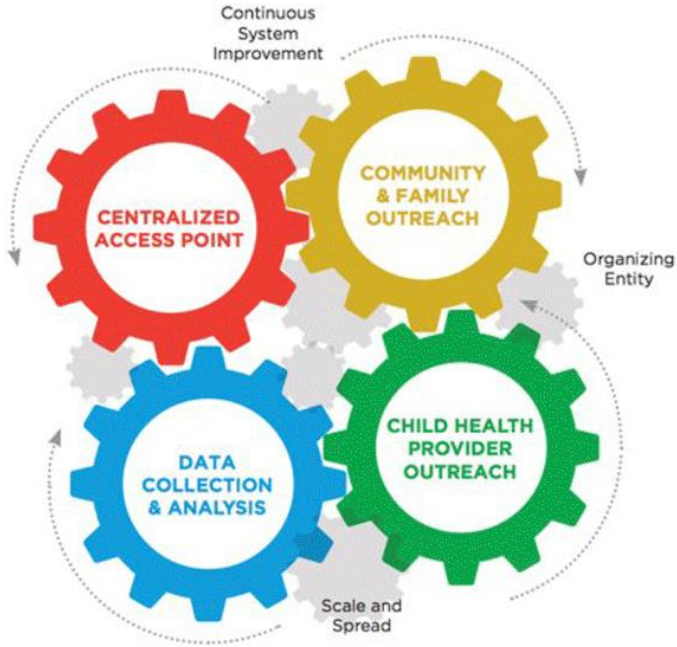 Continuous
System
Improvement
CENTRALIZED
ACCESS POINT
COMMUNITY
& FAMILY
OUTREACH
Organizing
Entity
DATA
COLLECTION
& ANALYSIS
CHILD HEALTH
PROVIDER
OUTREACH
Scale and
Spread